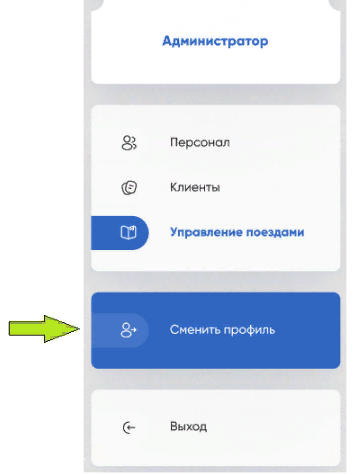 Администратор
Персонал
Клиенты
Управление поездами
Сменить профиль
Выход